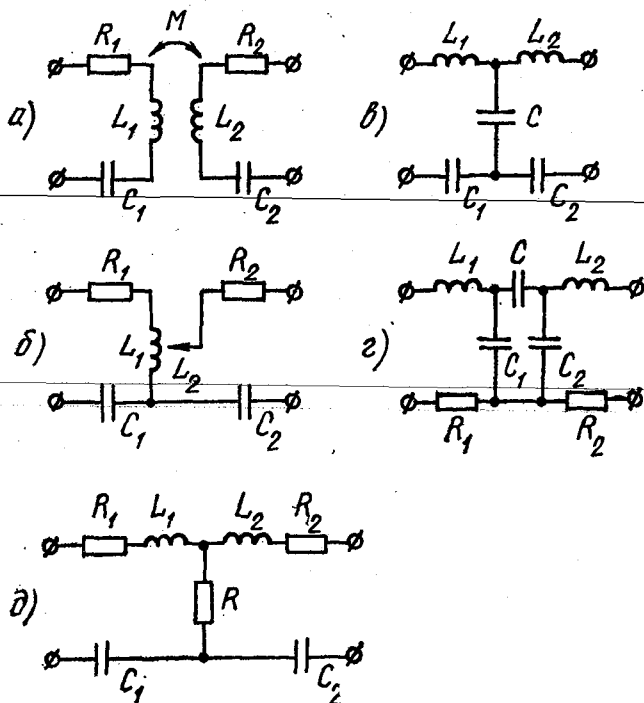 M
R₁ R₂
а) L₁ L₂
C₁ C₂
L₁ L₂
в) C
C₁ C₂
R₁ R₂
б) L₁ L₂
C₁ C₂
L₁ C L₂
г) C₁ C₂
R₁ R₂
R₁ L₁ L₂ R₂
д) R
C₁ C₂